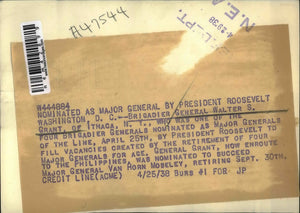 A47544
REF. DEPT.
N.E.A
W444884
NOMINATED AS MAJOR GENERAL BY PRESIDENT ROOSEVELT
WASHINGTON, D. C.--BRIGADIER GENERAL WALTER S.
GRANT, OF ITHACA, N. Y., WHO WAS ONE OF THE
FOUR BRIGADIER GENERALS NOMINATED AS MAJOR GENERALS
OF THE LINE, APRIL 25TH, BY PRESIDENT ROOSEVELT TO
FILL VACANCIES CREATED BY THE RETIREMENT OF FOUR
MAJOR GENERALS FOR AGE. GENERAL GRANT, NOW ENROUTE
TO THE PHILIPPINES, WAS NOMINATED TO SUCCEED
MAJOR GENERAL VAN HORN MOSELEY, RETIRING SEPT. 30TH.
CREDIT LINE (ACME) 4/25/38 BURS #1 FOR JP